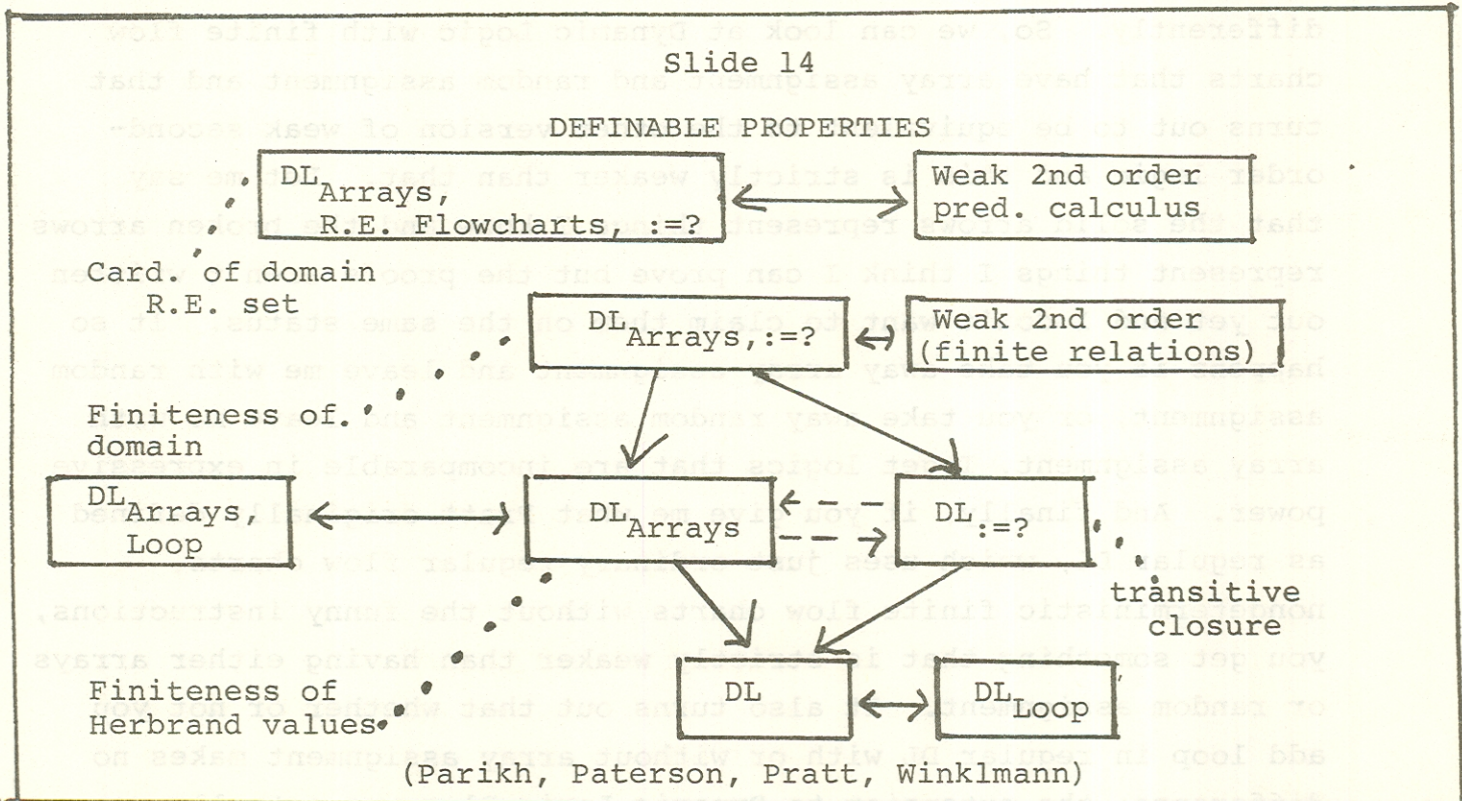 Slide 14
DEFINABLE PROPERTIES
DL Arrays,
R.E. Flowcharts, :=?
Weak 2nd order
pred. calculus
Card. of domain
R.E. set
DL Arrays,:=?
Weak 2nd order
(finite relations)
Finiteness of
domain
DL Arrays,
Loop
DL Arrays
DL :=?
transitive
closure
Finiteness of
Herbrand values
DL
DL Loop
(Parikh, Paterson, Pratt, Winklmann)